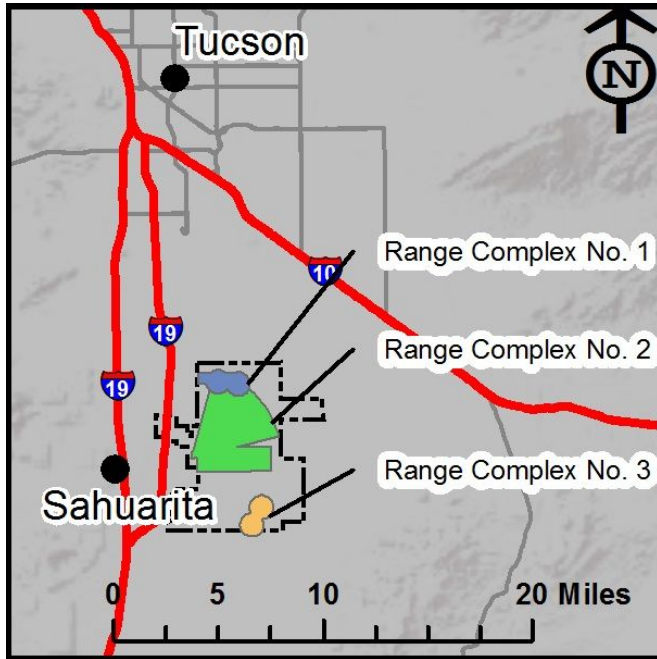 Tucson
N
Range Complex No. 1
10
19
Range Complex No. 2
19
Range Complex No. 3
Sahuarita
0 5 10 20 Miles